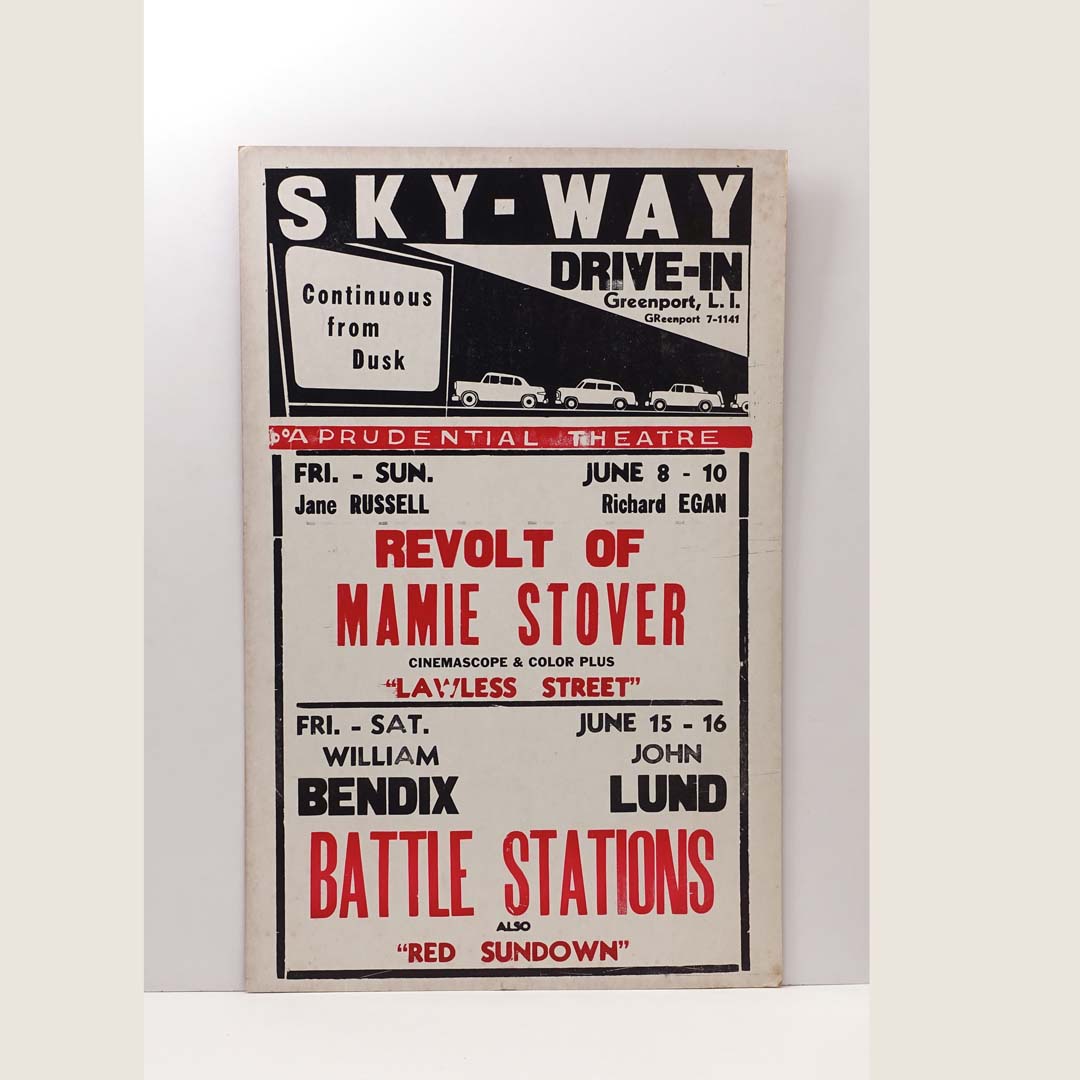 SKY-WAY
DRIVE-IN
Greenport, L. I.
GReenport 7-1141
Continuous
from
Dusk
A PRUDENTIAL THEATRE
FRI. - SUN. JUNE 8 - 10
Jane RUSSELL Richard EGAN
REVOLT OF
MAMIE STOVER
CINEMASCOPE & COLOR PLUS
"LAWLESS STREET"
FRI. - SAT. JUNE 15 - 16
WILLIAM JOHN
BENDIX LUND
BATTLE STATIONS
ALSO
"RED SUNDOWN"